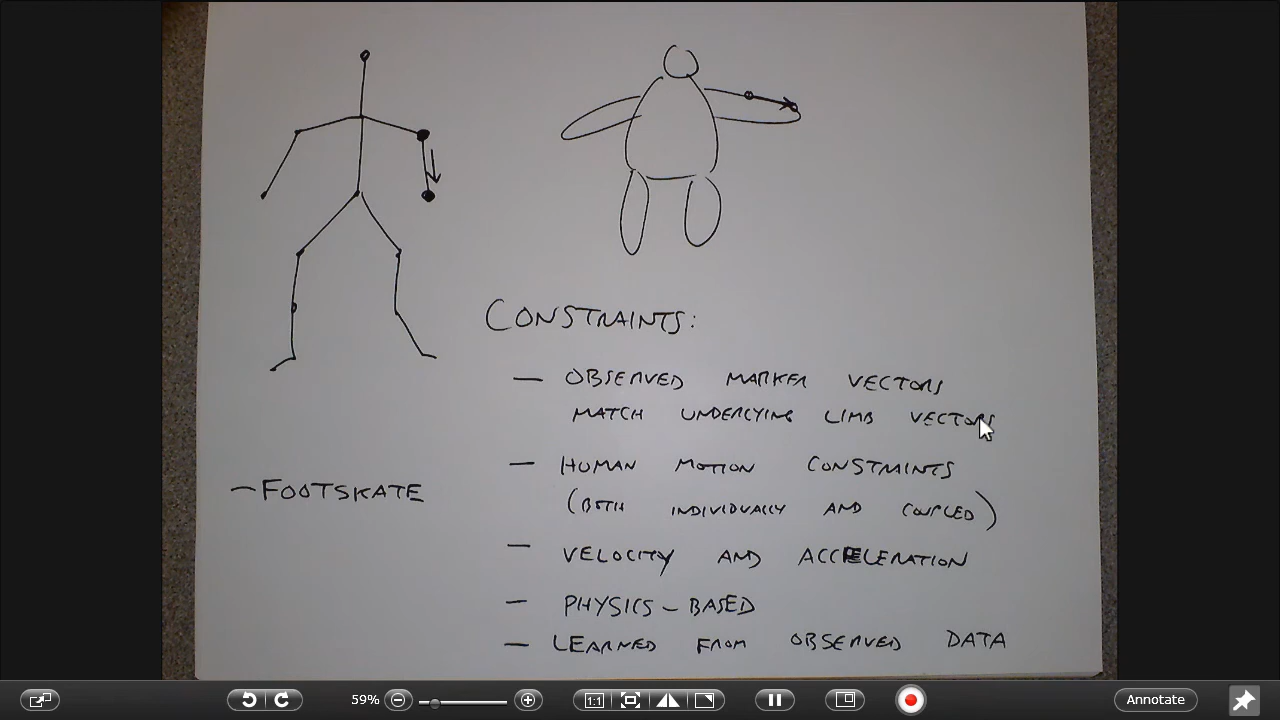 CONSTRAINTS:
— OBSERVED MARKER VECTORS
MATCH UNDERLYING LIMB VECTORS
— HUMAN MOTION CONSTRAINTS
(BOTH INDIVIDUALLY AND COUPLED)
— FOOTSKATE
— VELOCITY AND ACCELERATION
— PHYSICS-BASED
— LEARNED FROM OBSERVED DATA
59% 1:1 Annotate